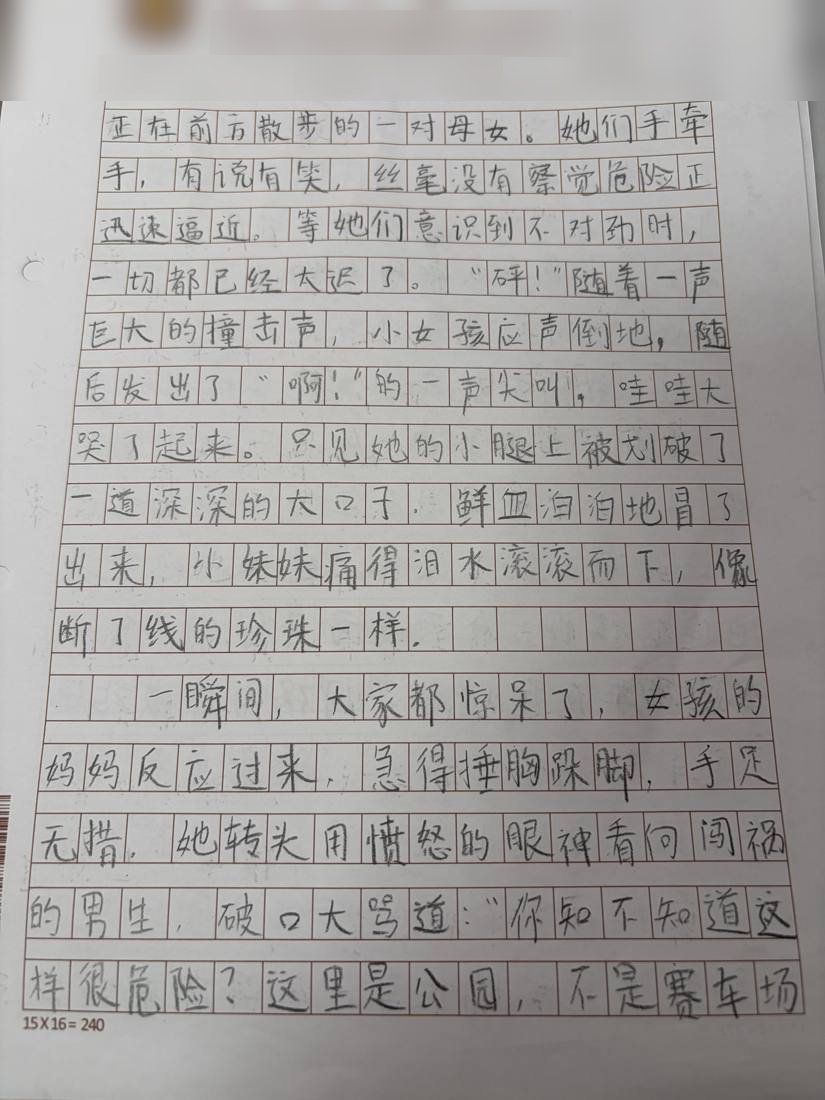 正在前方散步的一对母女。她们手牵
手，有说有笑，丝毫没有察觉危险正
迅速逼近。等她们意识到不对劲时，
一切都已经太迟了。“砰！”随着一声
巨大的撞击声，小女孩应声倒地，随
后发出了“啊！”的一声尖叫，哇哇大
哭了起来。只见她的小腿上被划破了
一道深深的大口子，鲜血汩汩地冒了
出来，小妹妹痛得泪水滚滚而下，像
断了线的珍珠一样.
一瞬间，大家都惊呆了，女孩的
妈妈反应过来，急得捶胸跺脚，手足
无措．她转头用愤怒的眼神看向闯祸
的男生，破口大骂道：“你知不知道这
样很危险？这里是公园，不是赛车场
15X16=240